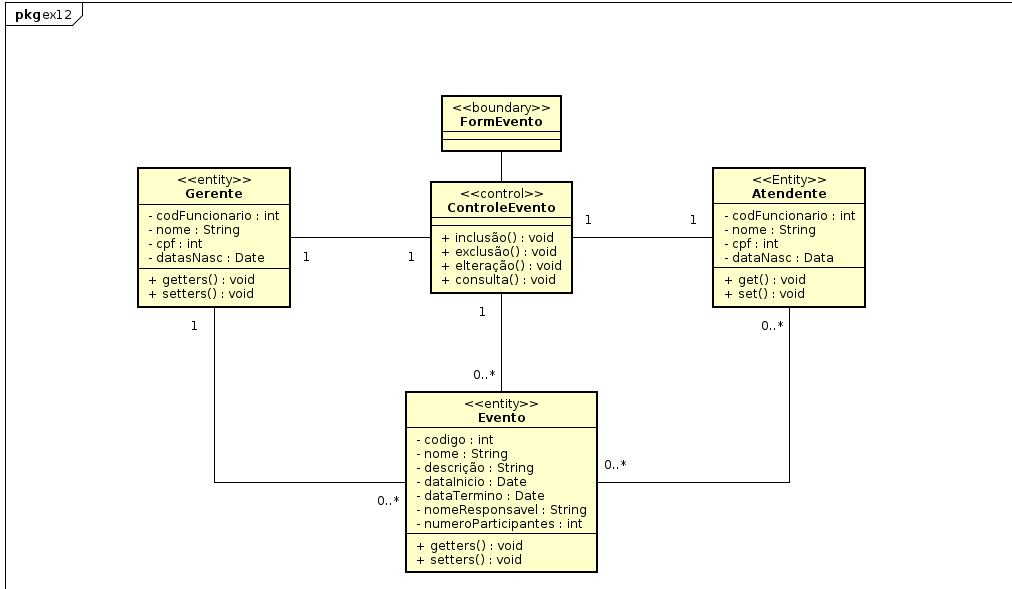 pkg ex12
<<boundary>>
FormEvento
<<entity>>
Gerente
- codFuncionario : int
- nome : String
- cpf : int
- datasNasc : Date
+ getters() : void
+ setters() : void
<<control>>
ControleEvento
+ inclusão() : void
+ exclusão() : void
+ elteração() : void
+ consulta() : void
<<Entity>>
Atendente
- codFuncionario : int
- nome : String
- cpf : int
- dataNasc : Data
+ get() : void
+ set() : void
1
1
1
1
1
1
0..*
0..*
<<entity>>
Evento
- codigo : int
- nome : String
- descrição : String
- dataInicio : Date
- dataTermino : Date
- nomeResponsavel : String
- numeroParticipantes : int
+ getters() : void
+ setters() : void
0..*
0..*